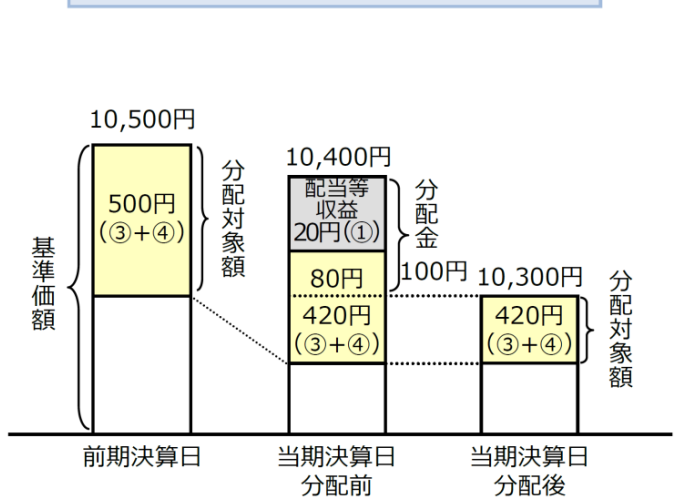 10,500円
500円
(③+④)
分配対象額
基準価額
10,400円
配当等
収益
20円(①)
分配金
100円
80円
420円
(③+④)
10,300円
420円
(③+④)
分配対象額
前期決算日
当期決算日
分配前
当期決算日
分配後